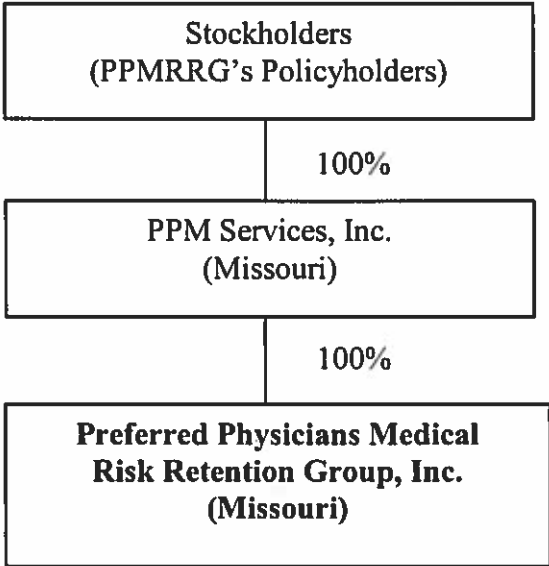 Stockholders
(PPMRRG's Policyholders)
100%
PPM Services, Inc.
(Missouri)
100%
Preferred Physicians Medical
Risk Retention Group, Inc.
(Missouri)